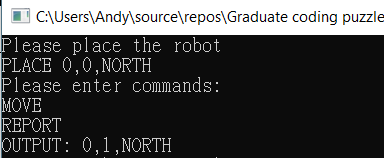 C:\Users\Andy\source\repos\Graduate coding puzzle
Please place the robot
PLACE 0,0,NORTH
Please enter commands:
MOVE
REPORT
OUTPUT: 0,1,NORTH